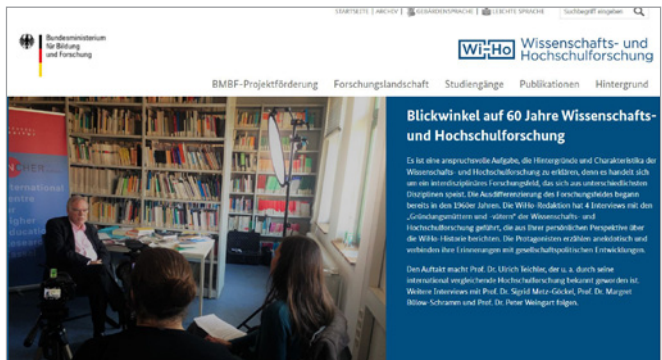 STARTSEITE | ARCHIV | GEBÄRDENSPRACHE | LEICHTE SPRACHE Suchbegriff eingeben
Bundesministerium
für Bildung
und Forschung
Wi-Ho Wissenschafts- und
Hochschulforschung
BMBF-Projektförderung Forschungslandschaft Studiengänge Publikationen Hintergrund
NCHER
nternational
entre
igher
ducation
esearch
Blickwinkel auf 60 Jahre Wissenschafts-
und Hochschulforschung
Es ist eine anspruchsvolle Aufgabe, die Hintergründe und Charakteristika der
Wissenschafts- und Hochschulforschung zu erklären, denn es handelt sich
um ein interdisziplinäres Forschungsfeld, das sich aus unterschiedlichsten
Disziplinen speist. Die Ausdifferenzierung des Forschungsfeldes begann
bereits in den 1960er Jahren. Die WiHo-Redaktion hat 4 Interviews mit den
„Gründungsmüttern und -vätern“ der Wissenschafts- und
Hochschulforschung geführt, die aus ihrer persönlichen Perspektive über
die WiHo-Historie berichten. Die Protagonisten erzählen anekdotisch und
verbinden ihre Erinnerungen mit gesellschaftspolitischen Entwicklungen.
Den Auftakt macht Prof. Dr. Ulrich Teichler, der u. a. durch seine
international vergleichende Hochschulforschung bekannt geworden ist.
Weitere Interviews mit Prof. Dr. Sigrid Metz-Göckel, Prof. Dr. Margret
Bülow-Schramm und Prof. Dr. Peter Weingart folgen.